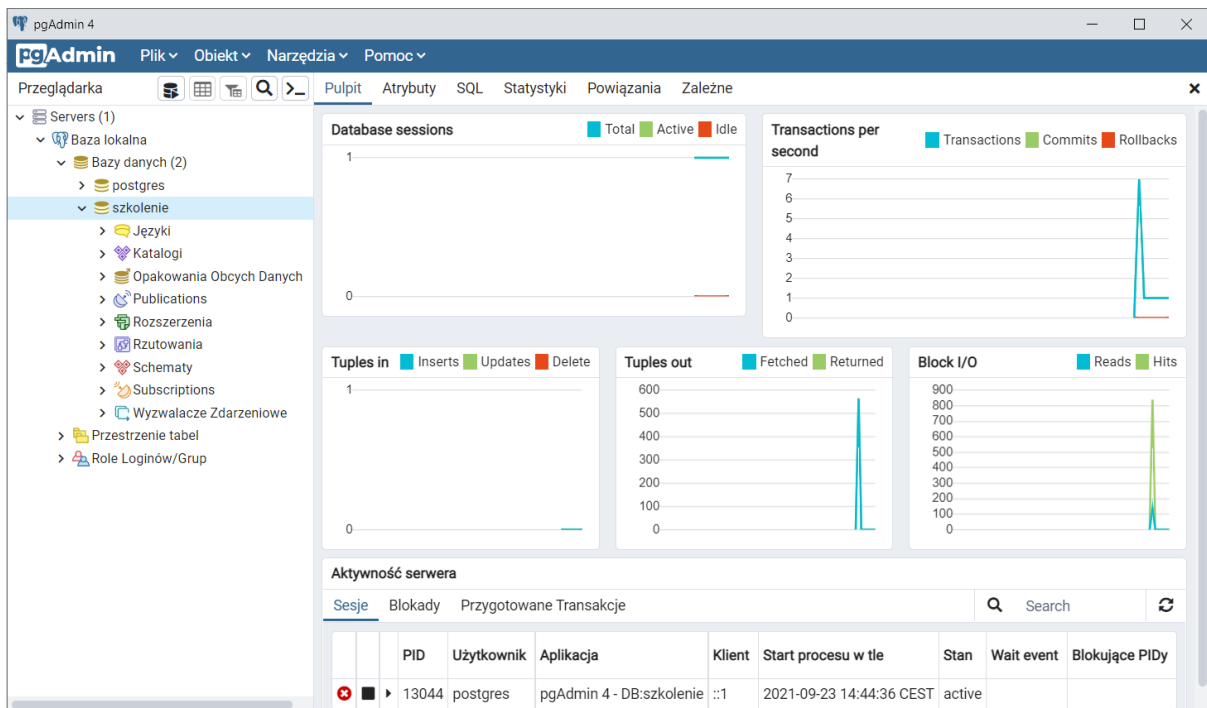 pgAdmin 4
pgAdmin Plik Obiekt Narzędzia Pomoc
Przeglądarka
Servers (1)
Baza lokalna
Bazy danych (2)
postgres
szkolenie
Języki
Katalogi
Opakowania Obcych Danych
Publications
Rozszerzenia
Rzutowania
Schematy
Subscriptions
Wyzwalacze Zdarzeniowe
Przestrzenie tabel
Role Loginów/Grup
Pulpit Atrybuty SQL Statystyki Powiązania Zależne
Database sessions Total Active Idle
1
0
Transactions per
second
Transactions Commits Rollbacks
7
6
5
4
3
2
1
0
Tuples in Inserts Updates Delete
1
0
Tuples out Fetched Returned
600
500
400
300
200
100
0
Block I/O Reads Hits
900
800
700
600
500
400
300
200
100
0
Aktywność serwera
Sesje Blokady Przygotowane Transakcje Search
PID Użytkownik Aplikacja Klient Start procesu w tle Stan Wait event Blokujące PIDy
13044 postgres pgAdmin 4 - DB:szkolenie ::1 2021-09-23 14:44:36 CEST active